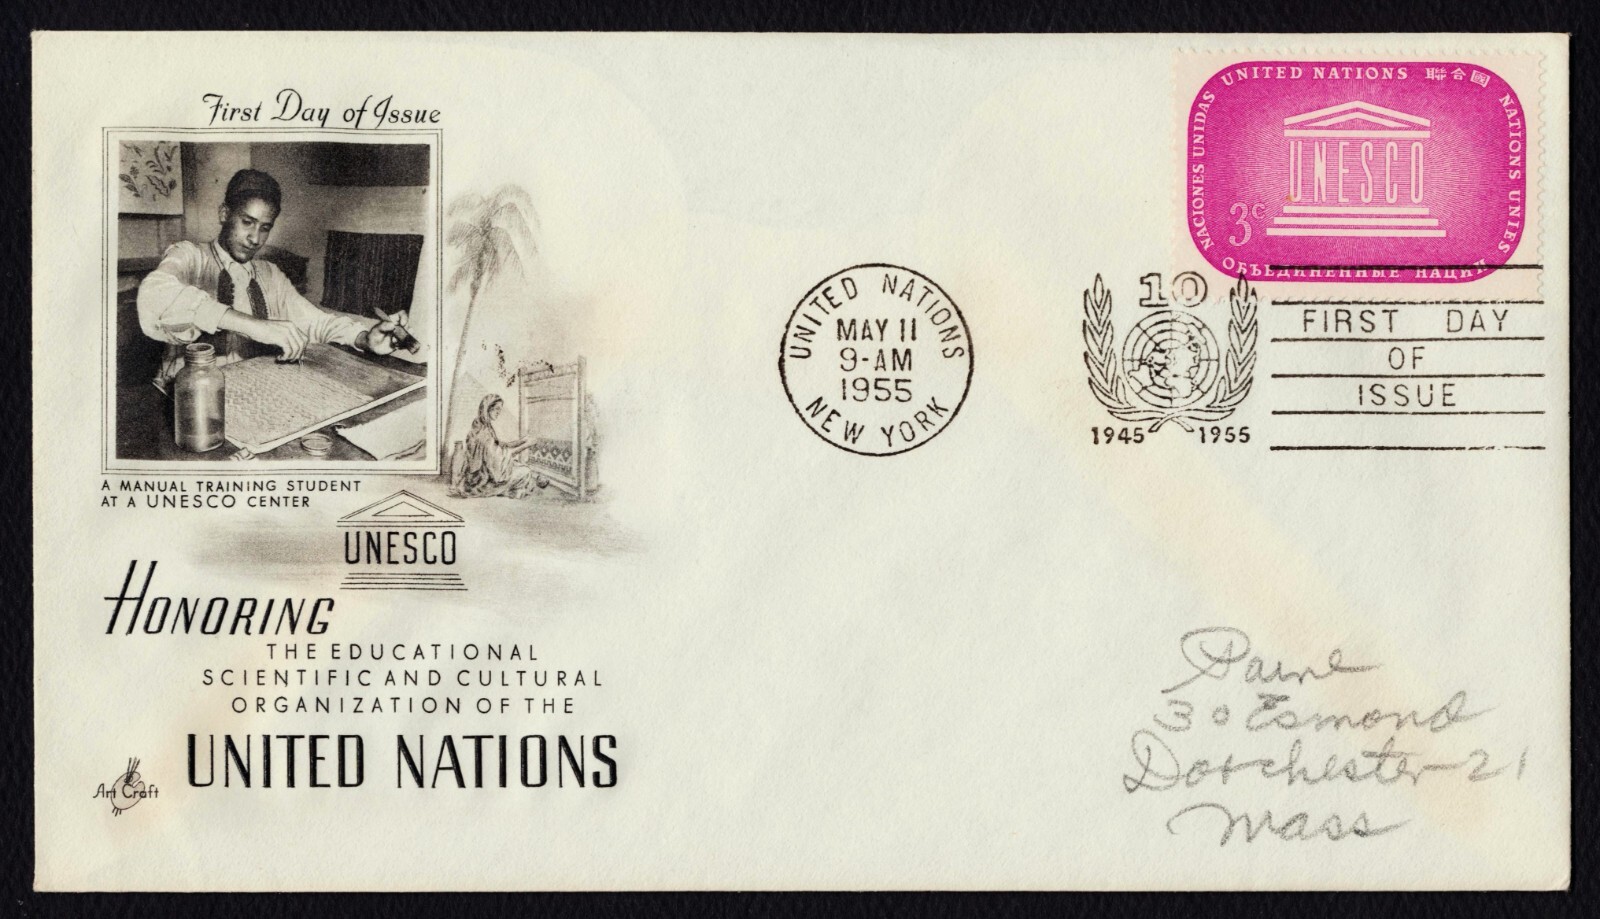 First Day of Issue
A MANUAL TRAINING STUDENT
AT A UNESCO CENTER
UNESCO
HONORING
THE EDUCATIONAL
SCIENTIFIC AND CULTURAL
ORGANIZATION OF THE
UNITED NATIONS
Art Craft
UNITED NATIONS
MAY 11
9-AM
1955
NEW YORK
10
1945 1955
FIRST DAY
OF
ISSUE
NACIONES UNIDAS
UNITED NATIONS 聯合國
NATIONS UNIES
UNESCO
3c
ОБЪЕДИНЕННЫЕ НАЦИИ
Paine
30 Esmond
Dorchester 21
Mass